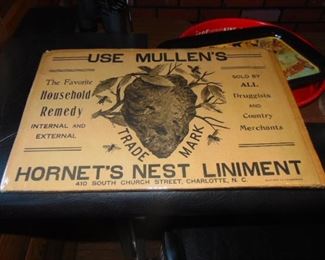 USE MULLEN'S
The Favorite
Household
Remedy
INTERNAL AND
EXTERNAL
SOLD BY
ALL
Druggists
and
Country
Merchants
TRADE MARK
HORNET'S NEST LINIMENT
410 SOUTH CHURCH STREET, CHARLOTTE, N. C.